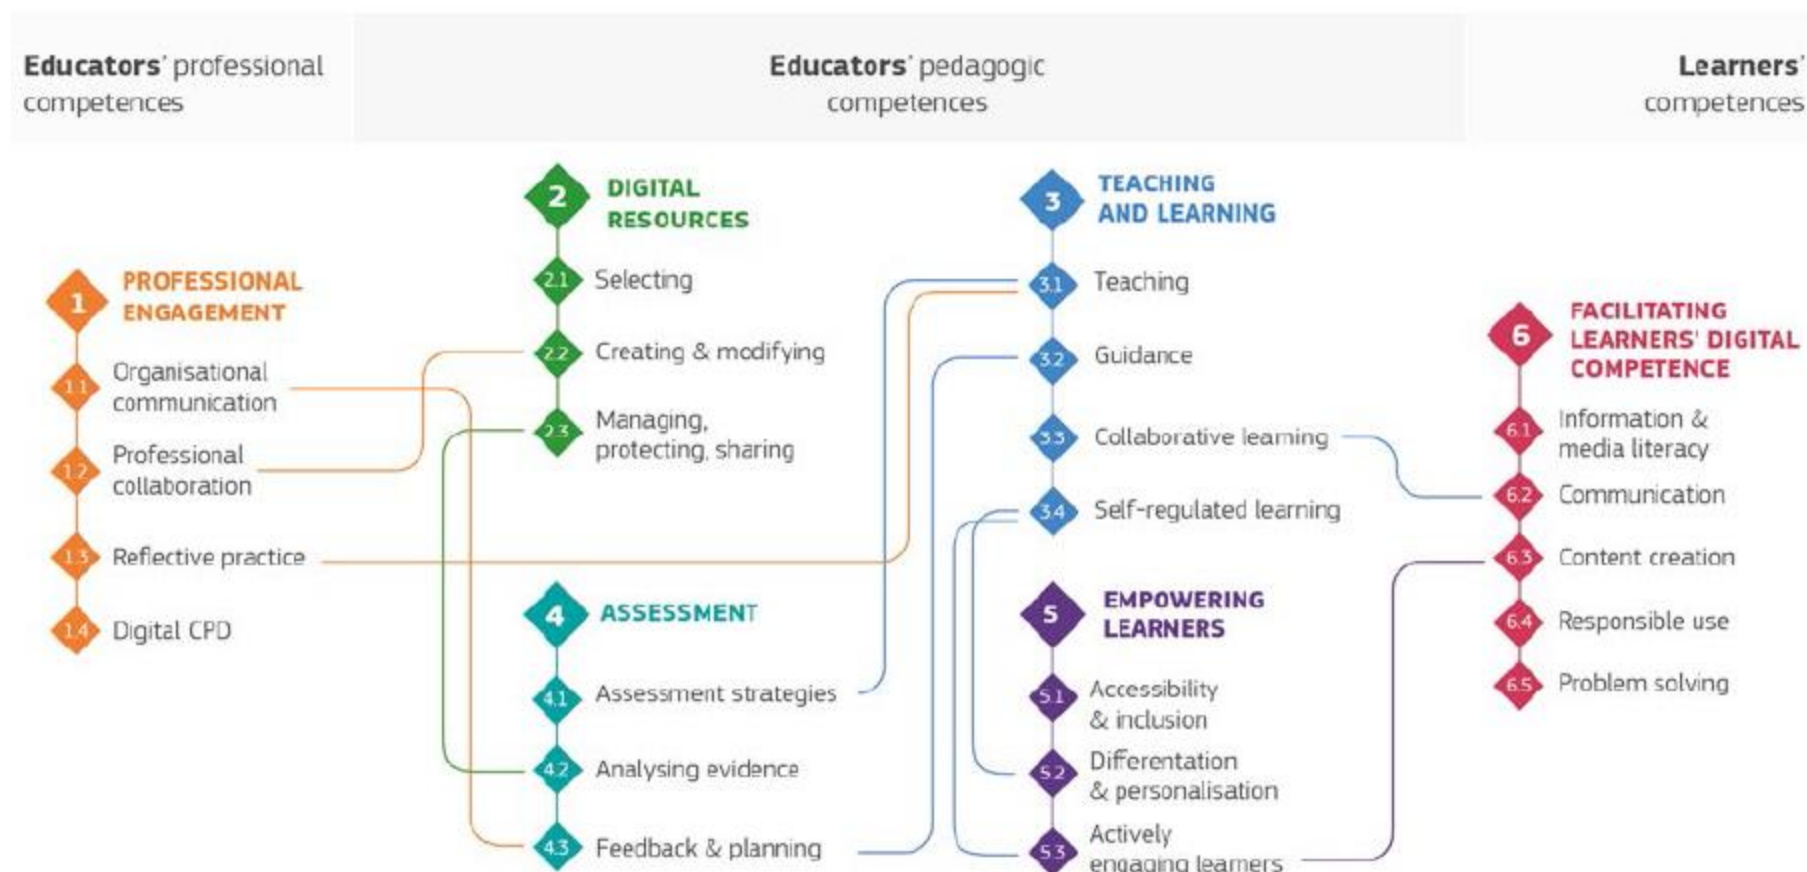 Educators' professional
competences
Educators' pedagogic
competences
Learners'
competences
1
PROFESSIONAL
ENGAGEMENT
1.1
Organisational
communication
1.2
Professional
collaboration
1.3
Reflective practice
1.4
Digital CPD
2
DIGITAL
RESOURCES
2.1
Selecting
2.2
Creating & modifying
2.3
Managing,
protecting, sharing
3
TEACHING
AND LEARNING
3.1
Teaching
3.2
Guidance
3.3
Collaborative learning
3.4
Self-regulated learning
4
ASSESSMENT
4.1
Assessment strategies
4.2
Analysing evidence
4.3
Feedback & planning
5
EMPOWERING
LEARNERS
5.1
Accessibility
& inclusion
5.2
Differentation
& personalisation
5.3
Actively
engaging learners
6
FACILITATING
LEARNERS' DIGITAL
COMPETENCE
6.1
Information &
media literacy
6.2
Communication
6.3
Content creation
6.4
Responsible use
6.5
Problem solving